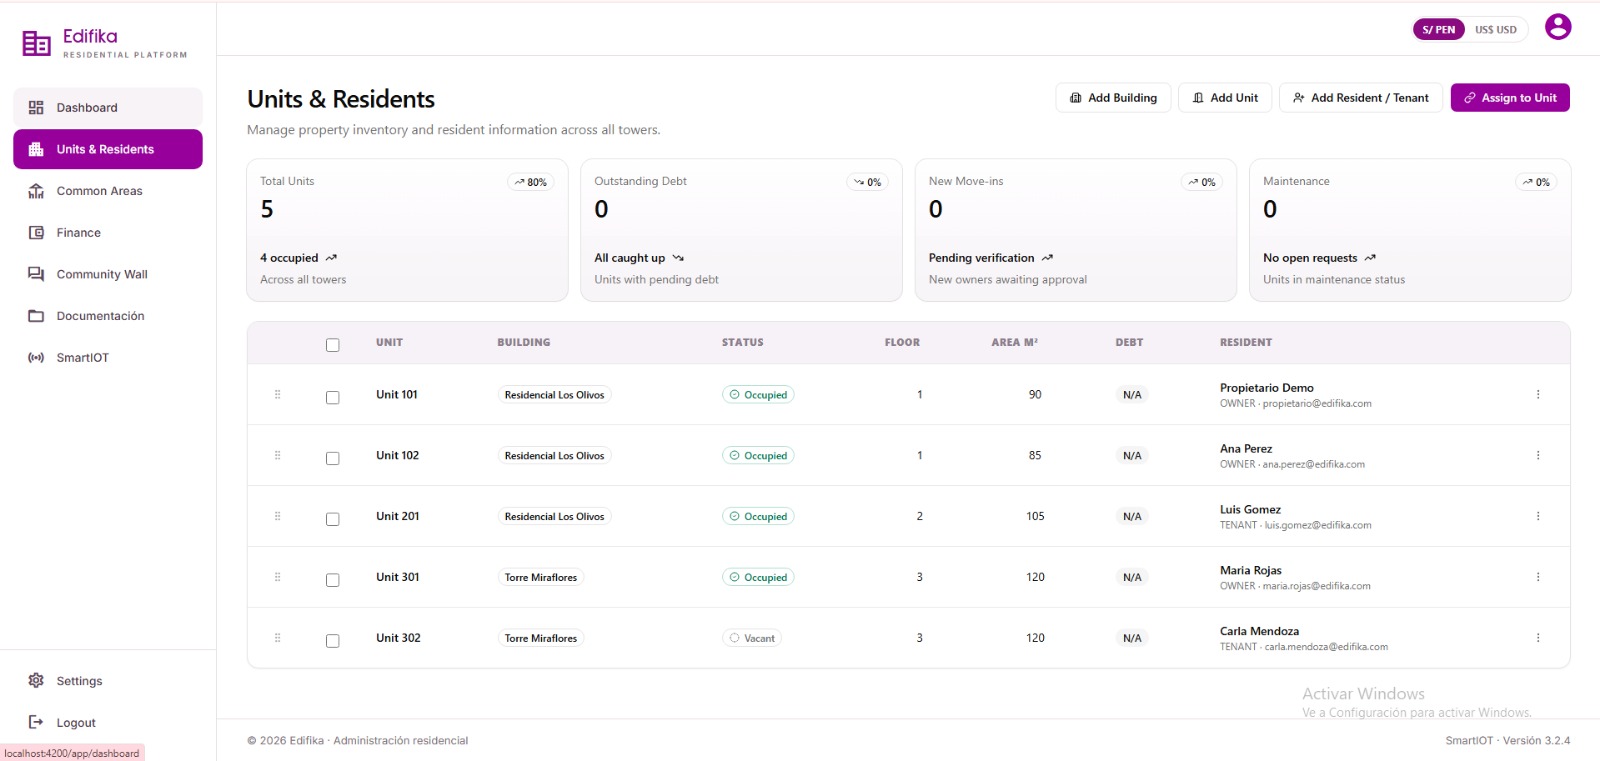 Edifika
RESIDENTIAL PLATFORM
S/ PEN US$ USD
Dashboard
Units & Residents
Common Areas
Finance
Community Wall
Documentación
SmartIOT
Settings
Logout
Units & Residents
Manage property inventory and resident information across all towers.
Add Building Add Unit Add Resident / Tenant Assign to Unit
Total Units 80%
5
4 occupied
Across all towers
Outstanding Debt 0%
0
All caught up
Units with pending debt
New Move-ins 0%
0
Pending verification
New owners awaiting approval
Maintenance 0%
0
No open requests
Units in maintenance status
UNIT BUILDING STATUS FLOOR AREA M² DEBT RESIDENT
Unit 101 Residencial Los Olivos Occupied 1 90 N/A Propietario Demo
OWNER · propietario@edifika.com
Unit 102 Residencial Los Olivos Occupied 1 85 N/A Ana Perez
OWNER · ana.perez@edifika.com
Unit 201 Residencial Los Olivos Occupied 2 105 N/A Luis Gomez
TENANT · luis.gomez@edifika.com
Unit 301 Torre Miraflores Occupied 3 120 N/A Maria Rojas
OWNER · maria.rojas@edifika.com
Unit 302 Torre Miraflores Vacant 3 120 N/A Carla Mendoza
TENANT · carla.mendoza@edifika.com
Activar Windows
Ve a Configuración para activar Windows.
© 2026 Edifika · Administración residencial
SmartIOT · Versión 3.2.4
localhost:4200/app/dashboard